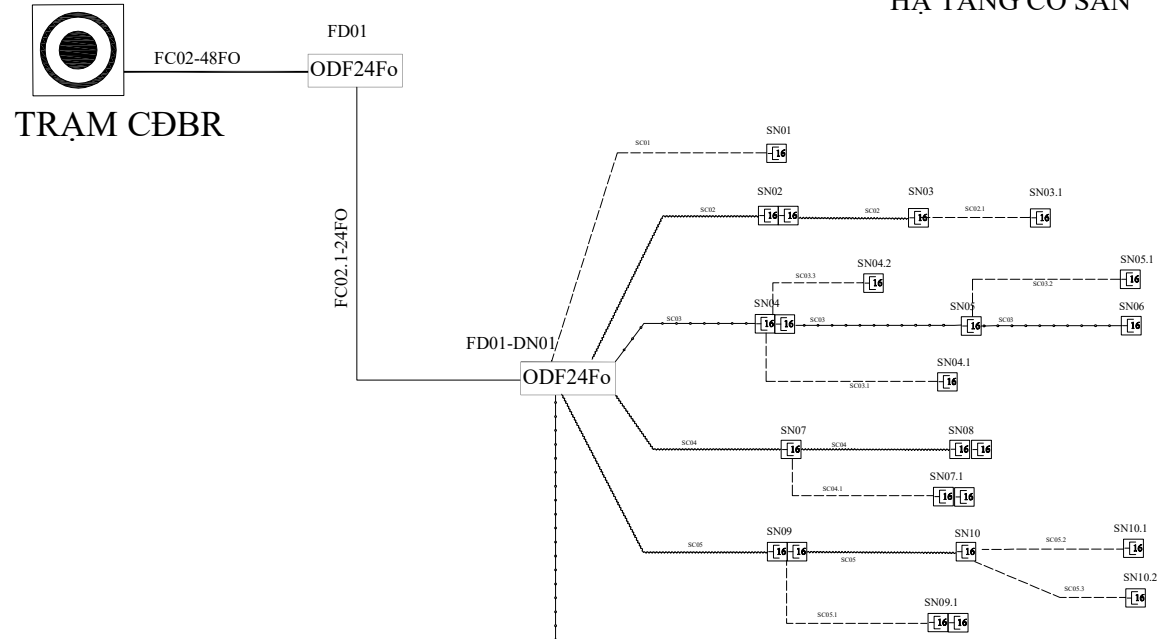 HẠ TẦNG CÓ SẴN
FD01
FC02-48FO
ODF24Fo
TRẠM CĐBR
FC02.1-24FO
FD01-DN01
ODF24Fo
SC01
SN01
16
SC02
SN02
16
16
SC02
SN03
16
SC02.1
SN03.1
16
SC03.3
SN04.2
16
SC03
SN04
16
16
SC03
SN05
16
SC03.2
SN05.1
16
SC03
SN06
16
SC03.1
SN04.1
16
SC04
SN07
16
SC04
SN08
16
16
SC04.1
SN07.1
16
16
SC05
SN09
16
16
SC05
SN10
16
SC05.2
SN10.1
16
SC05.3
SN10.2
16
SC05.1
SN09.1
16
16